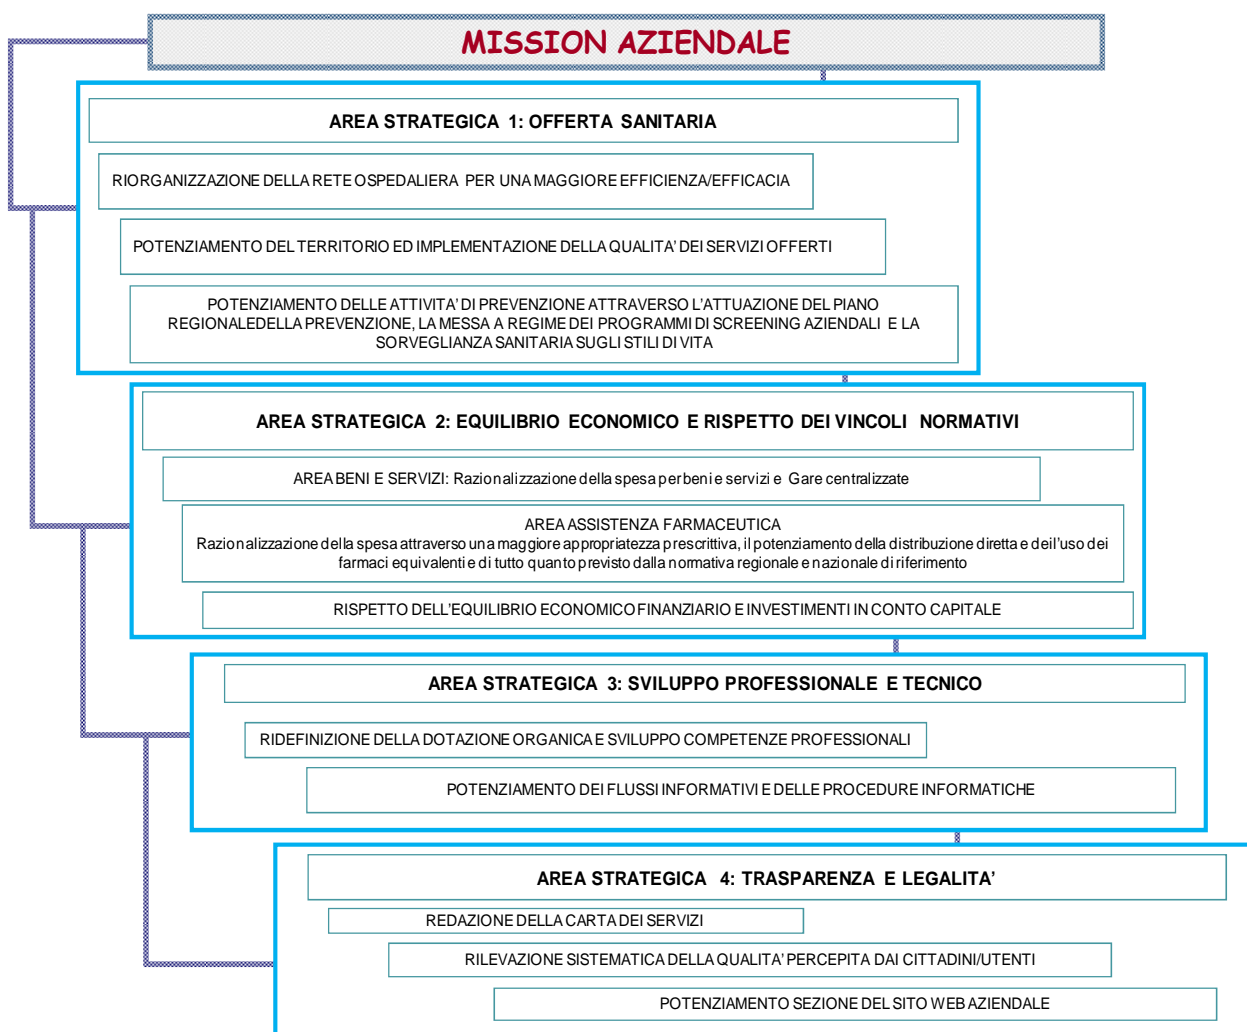 MISSION AZIENDALE
AREA STRATEGICA 1: OFFERTA SANITARIA
RIORGANIZZAZIONE DELLA RETE OSPEDALIERA PER UNA MAGGIORE EFFICIENZA/EFFICACIA
POTENZIAMENTO DEL TERRITORIO ED IMPLEMENTAZIONE DELLA QUALITA' DEI SERVIZI OFFERTI
POTENZIAMENTO DELLE ATTIVITA' DI PREVENZIONE ATTRAVERSO L'ATTUAZIONE DEL PIANO
REGIONALEDELLA PREVENZIONE, LA MESSA A REGIME DEI PROGRAMMI DI SCREENING AZIENDALI E LA
SORVEGLIANZA SANITARIA SUGLI STILI DI VITA
AREA STRATEGICA 2: EQUILIBRIO ECONOMICO E RISPETTO DEI VINCOLI NORMATIVI
AREA BENI E SERVIZI: Razionalizzazione della spesa per beni e servizi e Gare centralizzate
AREA ASSISTENZA FARMACEUTICA
Razionalizzazione della spesa attraverso una maggiore appropriatezza prescrittiva, il potenziamento della distribuzione diretta e deil'uso dei
farmaci equivalenti e di tutto quanto previsto dalla normativa regionale e nazionale di riferimento
RISPETTO DELL'EQUILIBRIO ECONOMICO FINANZIARIO E INVESTIMENTI IN CONTO CAPITALE
AREA STRATEGICA 3: SVILUPPO PROFESSIONALE E TECNICO
RIDEFINIZIONE DELLA DOTAZIONE ORGANICA E SVILUPPO COMPETENZE PROFESSIONALI
POTENZIAMENTO DEI FLUSSI INFORMATIVI E DELLE PROCEDURE INFORMATICHE
AREA STRATEGICA 4: TRASPARENZA E LEGALITA'
REDAZIONE DELLA CARTA DEI SERVIZI
RILEVAZIONE SISTEMATICA DELLA QUALITA' PERCEPITA DAI CITTADINI/UTENTI
POTENZIAMENTO SEZIONE DEL SITO WEB AZIENDALE